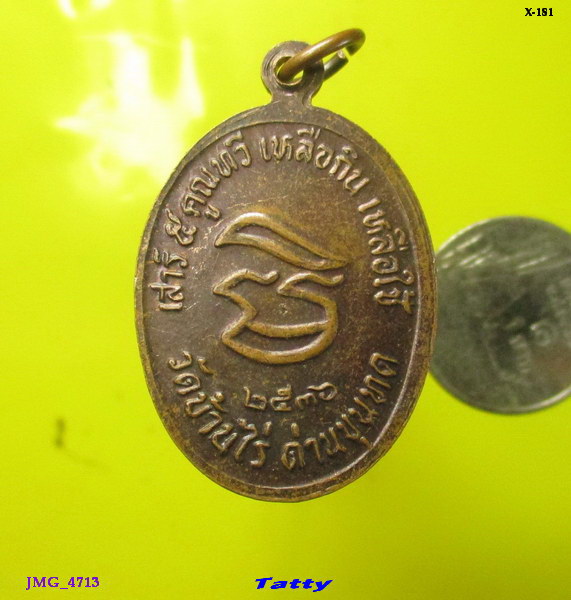 X-181
เสาร์ ๕ คูณทวี เหลือกิน เหลือใช้
๒๕๓๖
วัดบ้านไร่ ด่านขุนทด
JMG_4713
Tatty